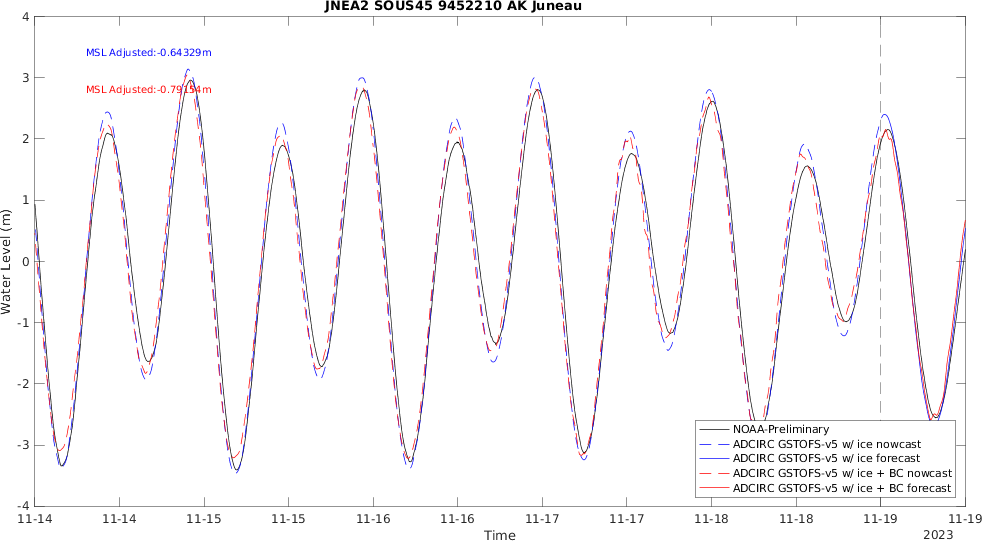 JNEA2 SOUS45 9452210 AK Juneau
MSL Adjusted:-0.64329m
MSL Adjusted:-0.79154m
Water Level (m)
4
3
2
1
0
-1
-2
-3
-4
NOAA-Preliminary
ADCIRC GSTOFS-v5 w/ ice nowcast
ADCIRC GSTOFS-v5 w/ ice forecast
ADCIRC GSTOFS-v5 w/ ice + BC nowcast
ADCIRC GSTOFS-v5 w/ ice + BC forecast
11-14 11-14 11-15 11-15 11-16 11-16 11-17 11-17 11-18 11-18 11-19 11-19
Time
2023